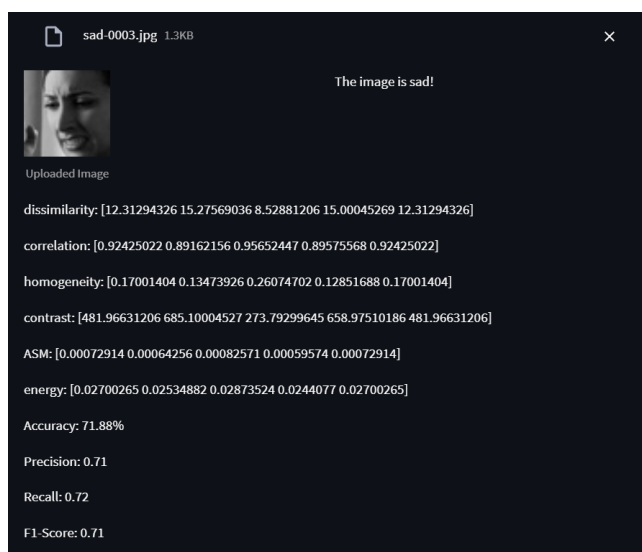 sad-0003.jpg 1.3KB
The image is sad!
Uploaded Image
dissimilarity: [12.31294326 15.27569036 8.52881206 15.00045269 12.31294326]
correlation: [0.92425022 0.89162156 0.95652447 0.89575568 0.92425022]
homogeneity: [0.17001404 0.13473926 0.26074702 0.12851688 0.17001404]
contrast: [481.96631206 685.10004527 273.79299645 658.97510186 481.96631206]
ASM: [0.00072914 0.00064256 0.00082571 0.00059574 0.00072914]
energy: [0.02700265 0.02534882 0.02873524 0.0244077 0.02700265]
Accuracy: 71.88%
Precision: 0.71
Recall: 0.72
F1-Score: 0.71